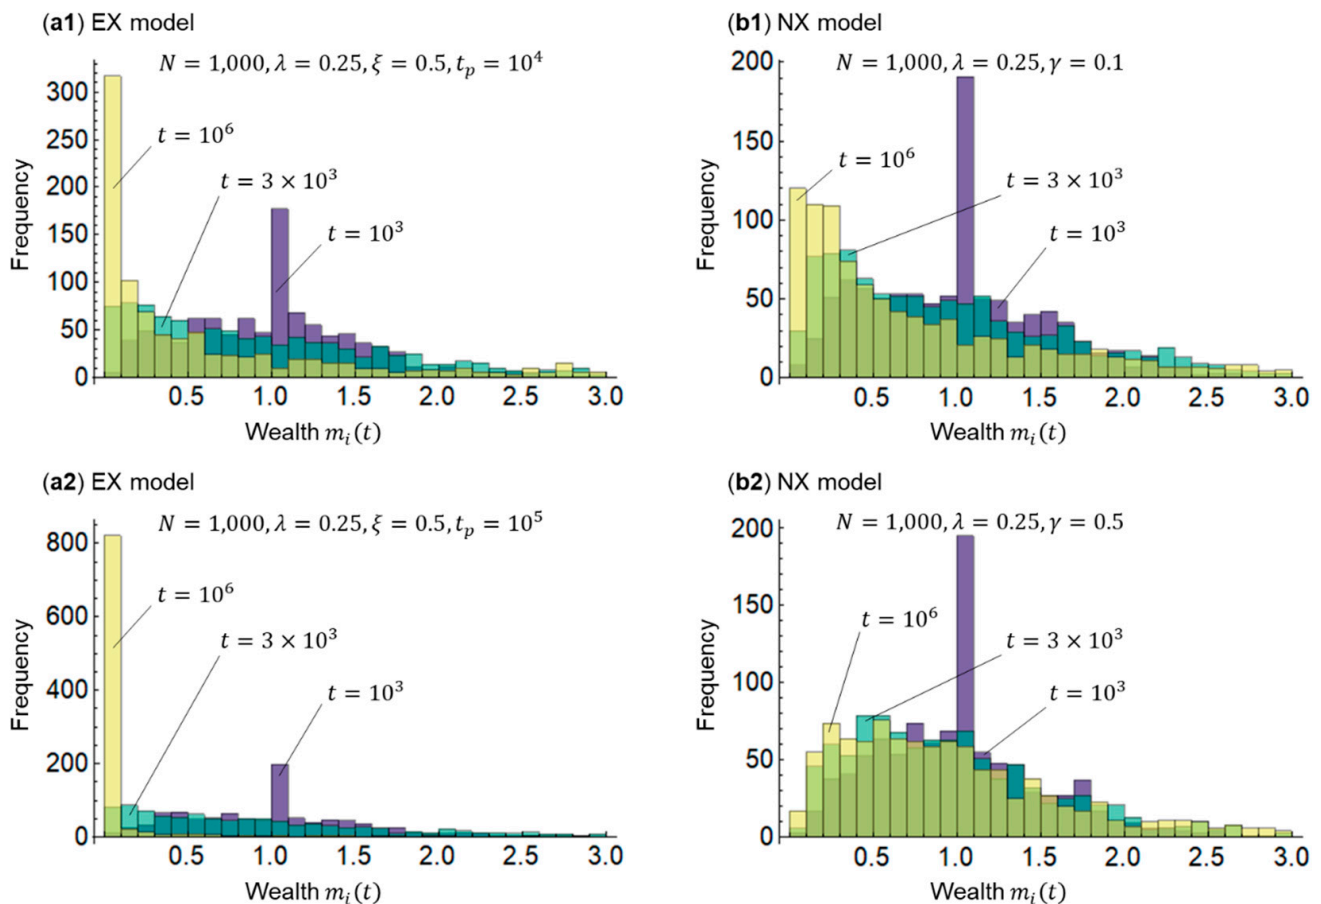 (a1) EX model
N = 1,000, λ = 0.25, ξ = 0.5, t_p = 10^4
300
250
200
150
100
50
0
Frequency
t = 10^6
t = 3 × 10^3
t = 10^3
0.5 1.0 1.5 2.0 2.5 3.0
Wealth m_i(t)
(b1) NX model
N = 1,000, λ = 0.25, γ = 0.1
200
150
100
50
0
Frequency
t = 10^6
t = 3 × 10^3
t = 10^3
0.5 1.0 1.5 2.0 2.5 3.0
Wealth m_i(t)
(a2) EX model
N = 1,000, λ = 0.25, ξ = 0.5, t_p = 10^5
800
600
400
200
0
Frequency
t = 10^6
t = 3 × 10^3
t = 10^3
0.5 1.0 1.5 2.0 2.5 3.0
Wealth m_i(t)
(b2) NX model
N = 1,000, λ = 0.25, γ = 0.5
200
150
100
50
0
Frequency
t = 10^6
t = 3 × 10^3
t = 10^3
0.5 1.0 1.5 2.0 2.5 3.0
Wealth m_i(t)